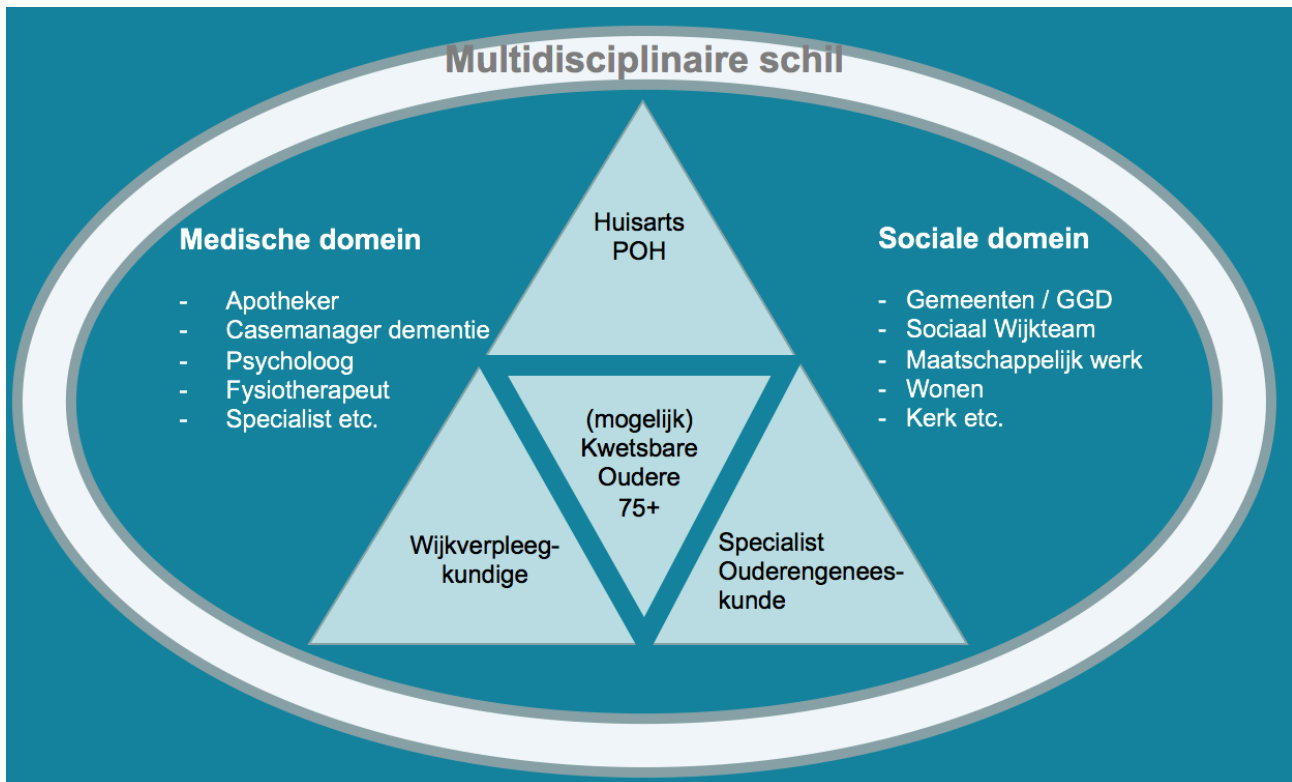 Multidisciplinaire schil
Huisarts
POH
Medische domein
- Apotheker
- Casemanager dementie
- Psycholoog
- Fysiotherapeut
- Specialist etc.
(mogelijk)
Kwetsbare
Oudere
75+
Sociale domein
- Gemeenten / GGD
- Sociaal Wijkteam
- Maatschappelijk werk
- Wonen
- Kerk etc.
Wijkverpleeg-
kundige
Specialist
Ouderengenees-
kunde